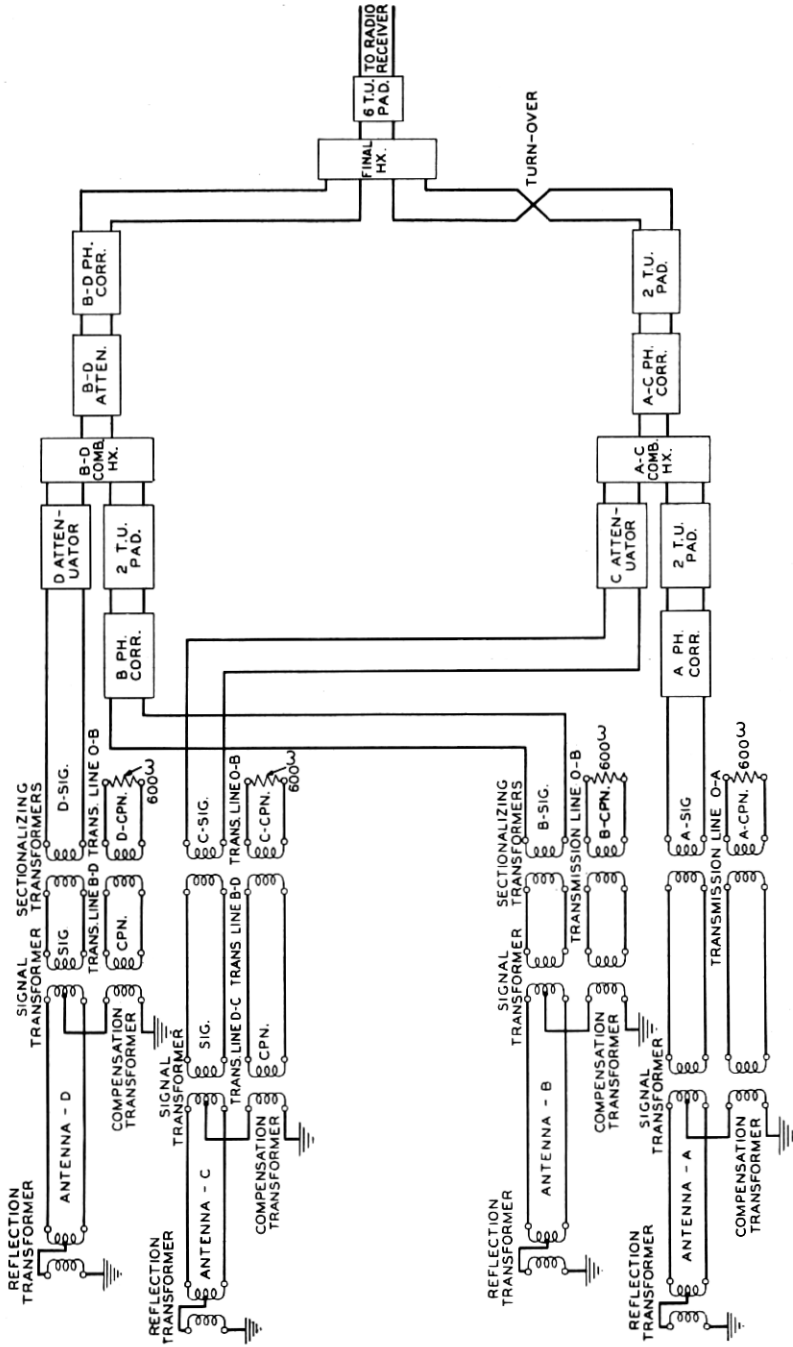 REFLECTION
TRANSFORMER
ANTENNA - D
SIGNAL
TRANSFORMER
COMPENSATION
TRANSFORMER
SIG
CPN.
TRANS. LINE B-D
SECTIONALIZING
TRANSFORMERS
D-SIG.
TRANS. LINE O-B
D-CPN.
600ω
D ATTEN-
UATOR
B PH.
CORR.
2 T.U.
PAD.
B-D
COMB.
HX.
B-D
ATTEN.
B-D PH.
CORR.
FINAL
HX.
6 T.U.
PAD.
TO RADIO
RECEIVER
TURN-OVER
REFLECTION
TRANSFORMER
ANTENNA - C
SIGNAL
TRANSFORMER
COMPENSATION
TRANSFORMER
SIG.
CPN.
TRANS. LINE D-C
TRANS LINE B-D
C-SIG.
TRANS. LINE O-B
C-CPN.
600ω
C ATTEN-
UATOR
REFLECTION
TRANSFORMER
ANTENNA - B
SIGNAL
TRANSFORMER
COMPENSATION
TRANSFORMER
SECTIONALIZING
TRANSFORMERS
B-SIG.
TRANSMISSION LINE O-B
B-CPN.
600ω
REFLECTION
TRANSFORMER
ANTENNA - A
SIGNAL
TRANSFORMER
COMPENSATION
TRANSFORMER
A-SIG
TRANSMISSION LINE O-A
A-CPN.
600ω
A PH.
CORR.
2 T.U.
PAD.
A-C
COMB.
HX.
A-C PH.
CORR.
2 T.U.
PAD.